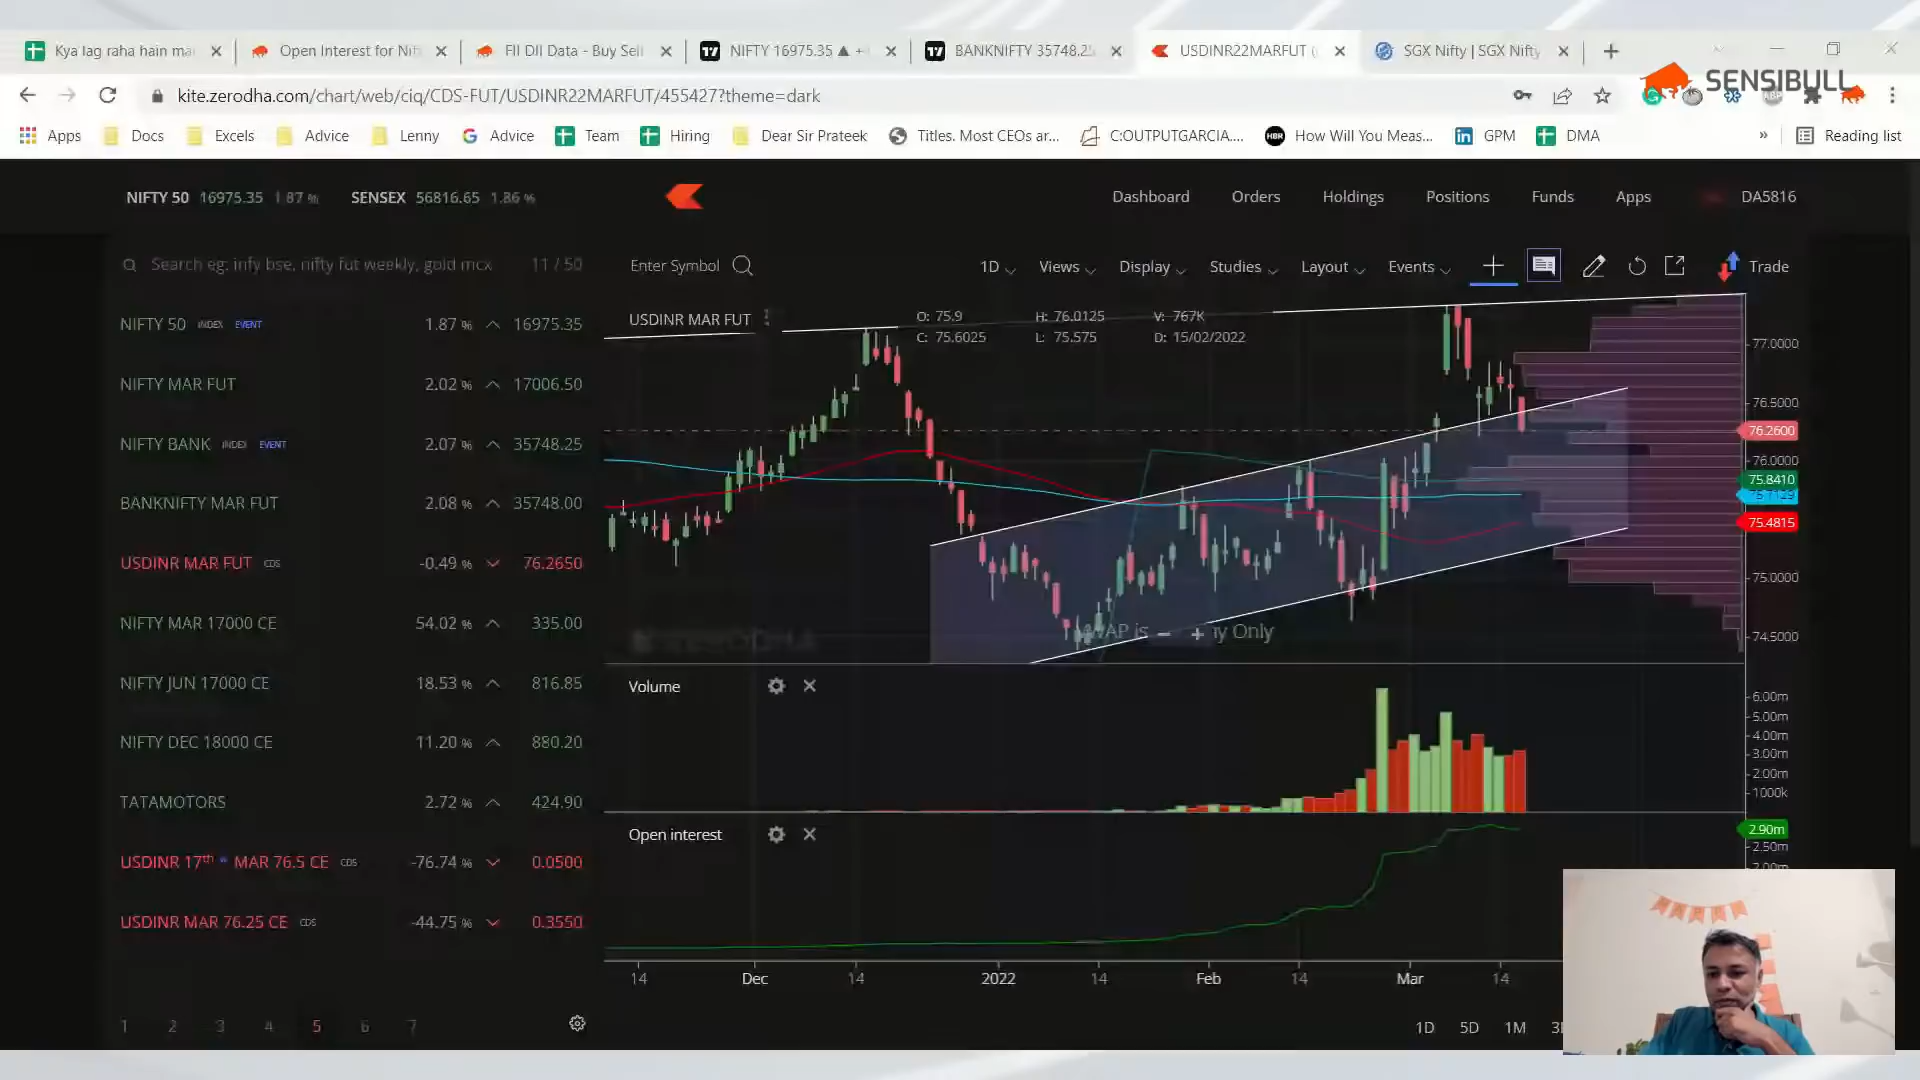 Kya lag raha hain ma
Open Interest for Nif
FII DII Data - Buy Sell
NIFTY 16975.35 ▲ +
BANKNIFTY 35748.25
USDINR22MARFUT (
SGX Nifty | SGX Nifty
SENSIBULL
kite.zerodha.com/chart/web/ciq/CDS-FUT/USDINR22MARFUT/455427?theme=dark
Apps Docs Excels Advice Lenny Advice Team Hiring Dear Sir Prateek Titles. Most CEOs ar... C:OUTPUTGARCIA.... How Will You Meas... GPM DMA » Reading list
NIFTY 50 16975.35 1.87 % SENSEX 56816.65 1.86 %
Dashboard Orders Holdings Positions Funds Apps DA5816
Search eg: infy bse, nifty fut weekly, gold mcx 11 / 50
Enter Symbol 1D Views Display Studies Layout Events Trade
NIFTY 50 INDEX EVENT 1.87 % 16975.35
NIFTY MAR FUT 2.02 % 17006.50
NIFTY BANK INDEX EVENT 2.07 % 35748.25
BANKNIFTY MAR FUT 2.08 % 35748.00
USDINR MAR FUT CDS -0.49 % 76.2650
NIFTY MAR 17000 CE 54.02 % 335.00
NIFTY JUN 17000 CE 18.53 % 816.85
NIFTY DEC 18000 CE 11.20 % 880.20
TATAMOTORS 2.72 % 424.90
USDINR 17th w MAR 76.5 CE CDS -76.74 % 0.0500
USDINR MAR 76.25 CE CDS -44.75 % 0.3550
1 2 3 4 5 6 7
USDINR MAR FUT
O: 75.9 H: 76.0125 V: 767K
C: 75.6025 L: 75.575 D: 15/02/2022
77.0000
76.5000
76.2600
76.0000
75.8410
75.4815
75.0000
74.5000
VWAP is
y Only
Volume
6.00m
5.00m
4.00m
3.00m
2.00m
1000k
Open interest
2.90m
2.50m
2.00m
14 Dec 14 2022 14 Feb 14 Mar 14
1D 5D 1M